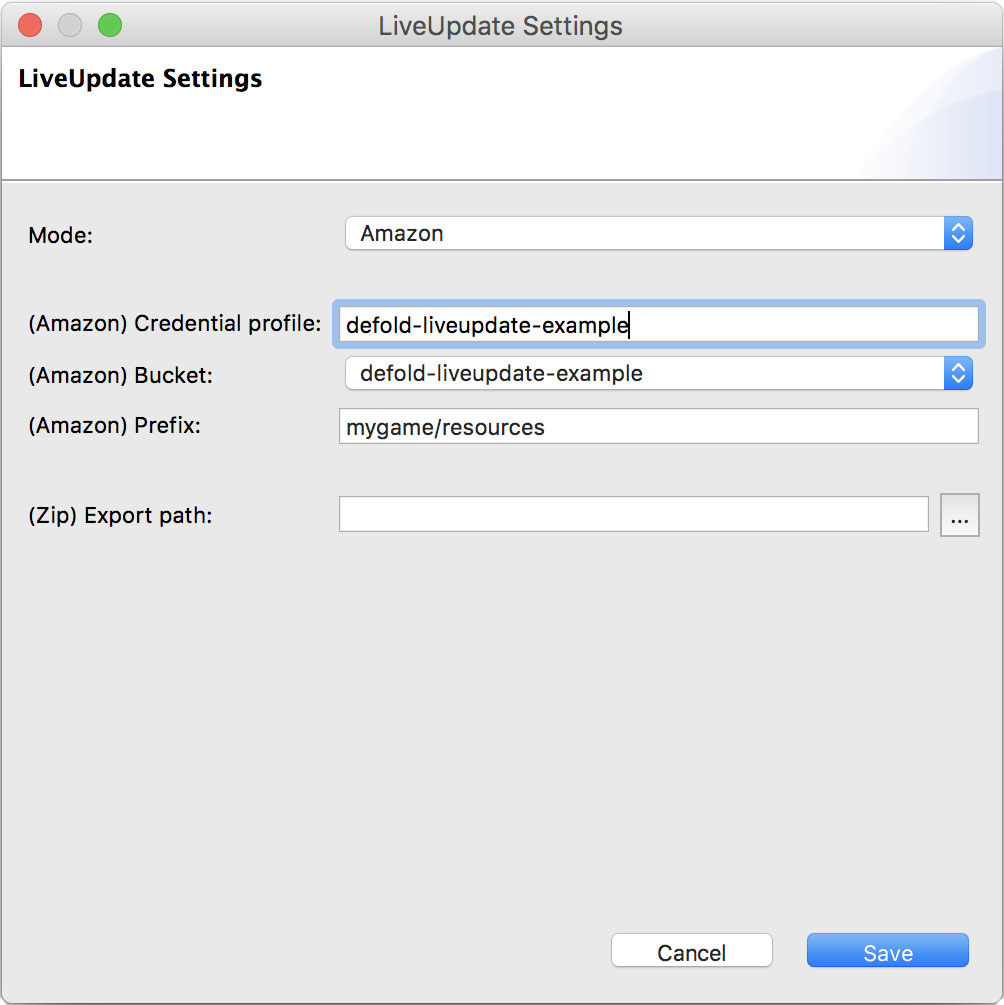 LiveUpdate Settings
LiveUpdate Settings
Mode: Amazon
(Amazon) Credential profile: defold-liveupdate-example
(Amazon) Bucket: defold-liveupdate-example
(Amazon) Prefix: mygame/resources
(Zip) Export path: ...
Cancel Save